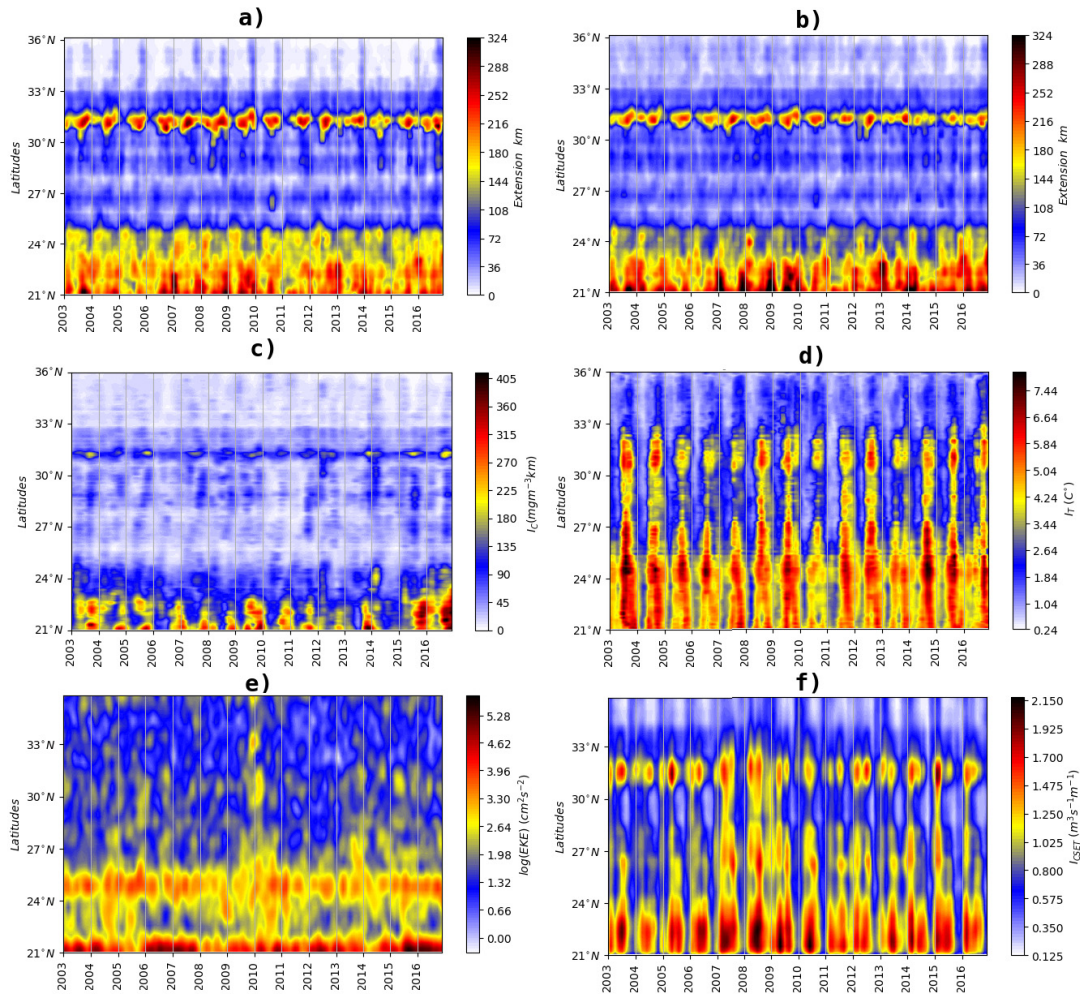 a)
36°N
33°N
30°N
27°N
24°N
21°N
Latitudes
2003 2004 2005 2006 2007 2008 2009 2010 2011 2012 2013 2014 2015 2016
324
288
252
216
180
144
108
72
36
0
Extension km
b)
36°N
33°N
30°N
27°N
24°N
21°N
Latitudes
2003 2004 2005 2006 2007 2008 2009 2010 2011 2012 2013 2014 2015 2016
324
288
252
216
180
144
108
72
36
0
Extension km
c)
36°N
33°N
30°N
27°N
24°N
21°N
Latitudes
2003 2004 2005 2006 2007 2008 2009 2010 2011 2012 2013 2014 2015 2016
405
360
315
270
225
180
135
90
45
0
I_C(mgm⁻³km)
d)
36°N
33°N
30°N
27°N
24°N
21°N
Latitudes
2003 2004 2005 2006 2007 2008 2009 2010 2011 2012 2013 2014 2015 2016
7.44
6.64
5.84
5.04
4.24
3.44
2.64
1.84
1.04
0.24
I_T (C°)
e)
33°N
30°N
27°N
24°N
21°N
Latitudes
2003 2004 2005 2006 2007 2008 2009 2010 2011 2012 2013 2014 2015 2016
5.28
4.62
3.96
3.30
2.64
1.98
1.32
0.66
0.00
log(EKE) (cm²s⁻²)
f)
33°N
30°N
27°N
24°N
21°N
Latitudes
2003 2004 2005 2006 2007 2008 2009 2010 2011 2012 2013 2014 2015 2016
2.150
1.925
1.700
1.475
1.250
1.025
0.800
0.575
0.350
0.125
I_CSET (m³s⁻¹m⁻¹)